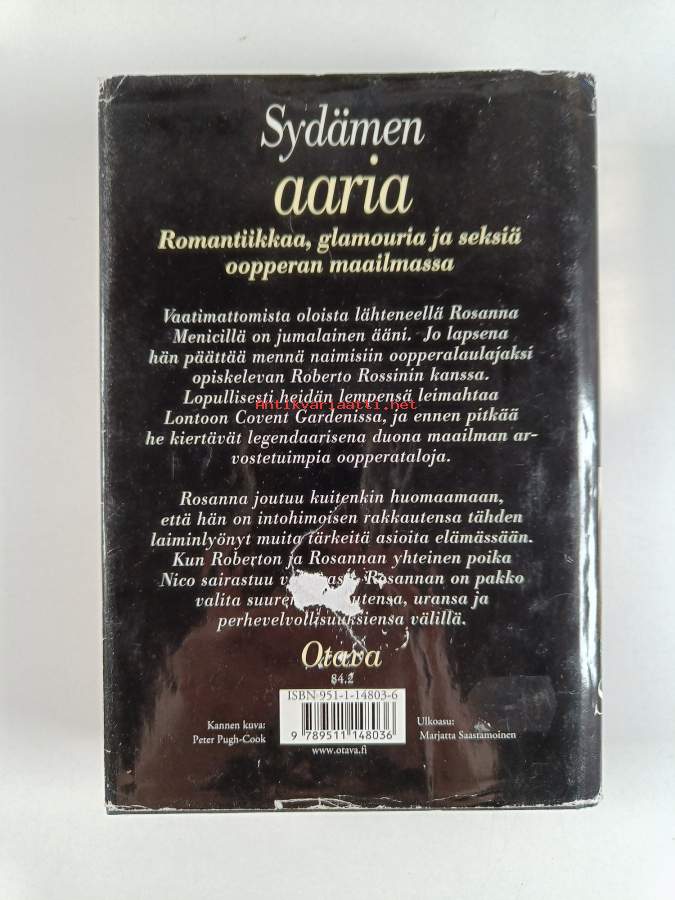 Sydämen
aaria
Romantiikkaa, glamouria ja seksiä
oopperan maailmassa
Vaatimattomista oloista lähteneellä Rosanna
Menicillä on jumalainen ääni. Jo lapsena
hän päättää mennä naimisiin oopperalaulajaksi
opiskelevan Roberto Rossinin kanssa.
Lopullisesti heidän lempensä leimahtaa
Antikvariaatti.net
Lontoon Covent Gardenissa, ja ennen pitkää
he kiertävät legendaarisena duona maailman ar-
vostetuimpia oopperataloja.
Rosanna joutuu kuitenkin huomaamaan,
että hän on intohimoisen rakkautensa tähden
laiminlyönyt muita tärkeitä asioita elämässään.
Kun Roberton ja Rosannan yhteinen poika
Nico sairastuu Rosannan on pakko
valita uransa ja
perhevelvollisuuksiensa välillä.
Otava
84.2
ISBN 951-1-14803-6
Kannen kuva:
Peter Pugh-Cook
9 789511 148036
www.otava.fi
Ulkoasu:
Marjatta Saastamoinen